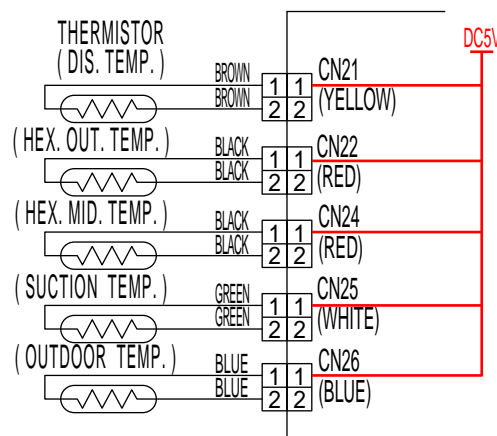 THERMISTOR
( DIS. TEMP. )
DC5V
BROWN 1 1 CN21
BROWN 2 2 (YELLOW)
( HEX. OUT. TEMP. )
BLACK 1 1 CN22
BLACK 2 2 (RED)
( HEX. MID. TEMP. )
BLACK 1 1 CN24
BLACK 2 2 (RED)
( SUCTION TEMP. )
GREEN 1 1 CN25
GREEN 2 2 (WHITE)
( OUTDOOR TEMP. )
BLUE 1 1 CN26
BLUE 2 2 (BLUE)